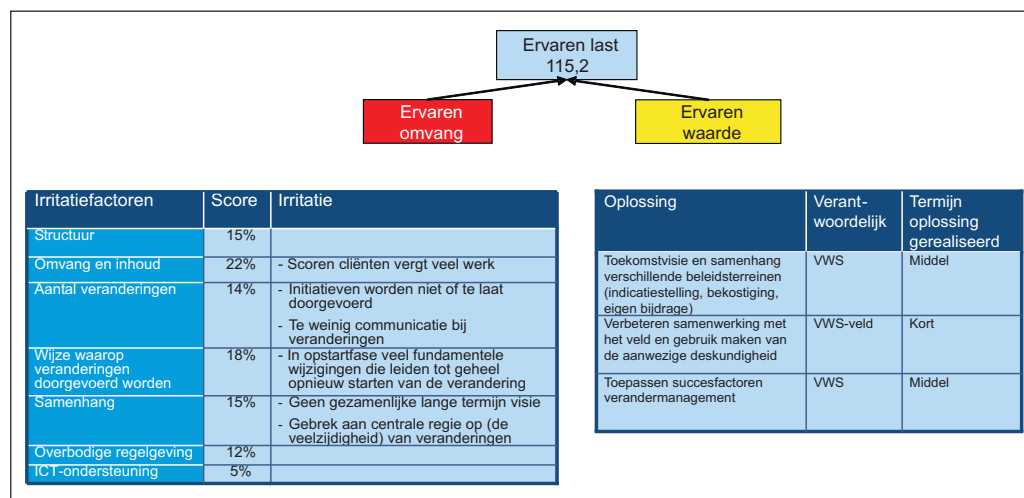 Ervaren last
115,2
Ervaren
omvang
Ervaren
waarde
Irritatiefactoren Score Irritatie
Structuur 15%
Omvang en inhoud 22% - Scoren cliënten vergt veel werk
Aantal veranderingen 14% - Initiatieven worden niet of te laat
doorgevoerd
- Te weinig communicatie bij
veranderingen
Wijze waarop
veranderingen
doorgevoerd worden
18%
- In opstartfase veel fundamentele
wijzigingen die leiden tot geheel
opnieuw starten van de verandering
Samenhang 15% - Geen gezamenlijke lange termijn visie
- Gebrek aan centrale regie op (de
veelzijdigheid) van veranderingen
Overbodige regelgeving 12%
ICT-ondersteuning 5%
Oplossing
Verant-
woordelijk
Termijn
oplossing
gerealiseerd
Toekomstvisie en samenhang
verschillende beleidsterreinen
(indicatiestelling, bekostiging,
eigen bijdrage)
VWS
Middel
Verbeteren samenwerking met
het veld en gebruik maken van
de aanwezige deskundigheid
VWS-veld
Kort
Toepassen succesfactoren
verandermanagement
VWS
Middel